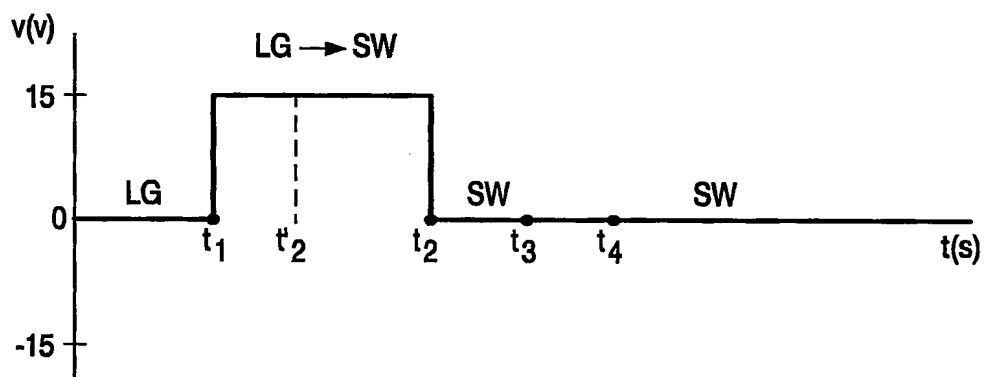 v(v)
LG → SW
15
LG
SW
SW
0
t₁
t'₂
t₂
t₃
t₄
t(s)
-15